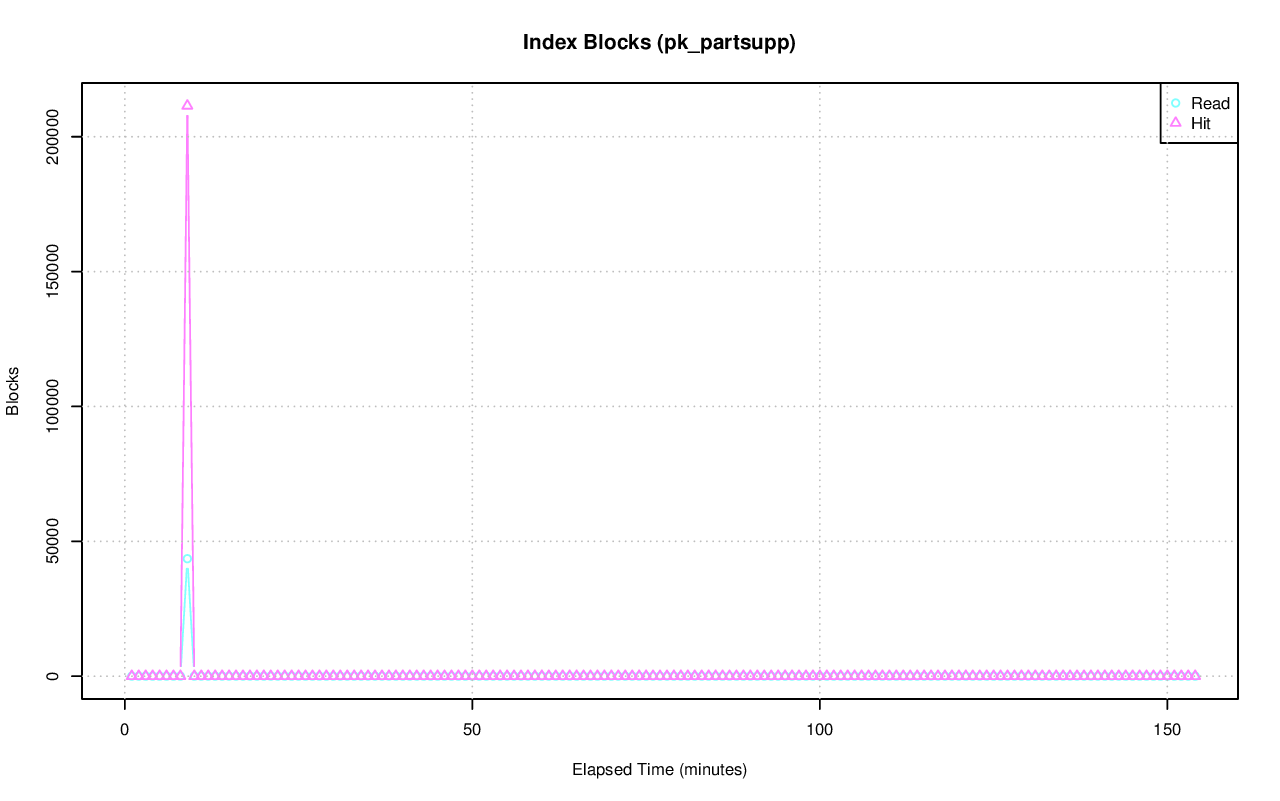 Index Blocks (pk_partsupp)
Read
Hit
200000
150000
100000
50000
0
Blocks
0 50 100 150
Elapsed Time (minutes)